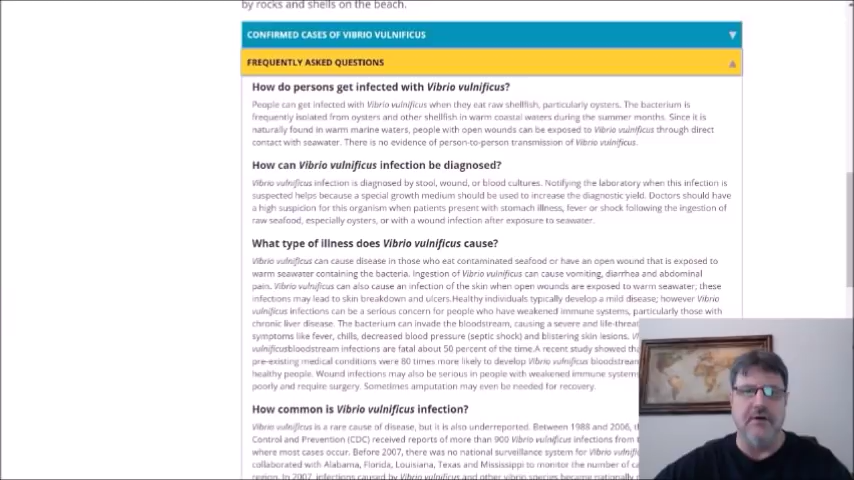 by rocks and shells on the beach.
CONFIRMED CASES OF VIBRIO VULNIFICUS
FREQUENTLY ASKED QUESTIONS
How do persons get infected with Vibrio vulnificus?
People can get infected with Vibrio vulnificus when they eat raw shellfish, particularly oysters. The bacterium is
frequently isolated from oysters and other shellfish in warm coastal waters during the summer months. Since it is
naturally found in warm marine waters, people with open wounds can be exposed to Vibrio vulnificus through direct
contact with seawater. There is no evidence of person-to-person transmission of Vibrio vulnificus.
How can Vibrio vulnificus infection be diagnosed?
Vibrio vulnificus infection is diagnosed by stool, wound, or blood cultures. Notifying the laboratory when this infection is
suspected helps because a special growth medium should be used to increase the diagnostic yield. Doctors should have
a high suspicion for this organism when patients present with stomach illness, fever or shock following the ingestion of
raw seafood, especially oysters, or with a wound infection after exposure to seawater.
What type of illness does Vibrio vulnificus cause?
Vibrio vulnificus can cause disease in those who eat contaminated seafood or have an open wound that is exposed to
warm seawater containing the bacteria. Ingestion of Vibrio vulnificus can cause vomiting, diarrhea and abdominal
pain. Vibrio vulnificus can also cause an infection of the skin when open wounds are exposed to warm seawater; these
infections may lead to skin breakdown and ulcers.Healthy individuals typically develop a mild disease; however Vibrio
vulnificus infections can be a serious concern for people who have weakened immune systems, particularly those with
chronic liver disease. The bacterium can invade the bloodstream, causing a severe and
symptoms like fever, chills, decreased blood pressure (septic shock) and blistering skin lesions.
vulnificusbloodstream infections are fatal about 50 percent of the time.A recent study showed
pre-existing medical conditions were 80 times more likely to develop Vibrio vulnificus
healthy people. Wound infections may also be serious in people with weakened immune
poorly and require surgery. Sometimes amputation may even be needed for recovery.
How common is Vibrio vulnificus infection?
Vibrio vulnificus is a rare cause of disease, but it is also underreported. Between 1988 and 2006,
Control and Prevention (CDC) received reports of more than 900 Vibrio vulnificus infections from
where most cases occur. Before 2007, there was no national surveillance system for Vibrio
collaborated with Alabama, Florida, Louisiana, Texas and Mississippi to monitor the number of
region. In 2007, infections caused by Vibrio vulnificus and other vibrio species became